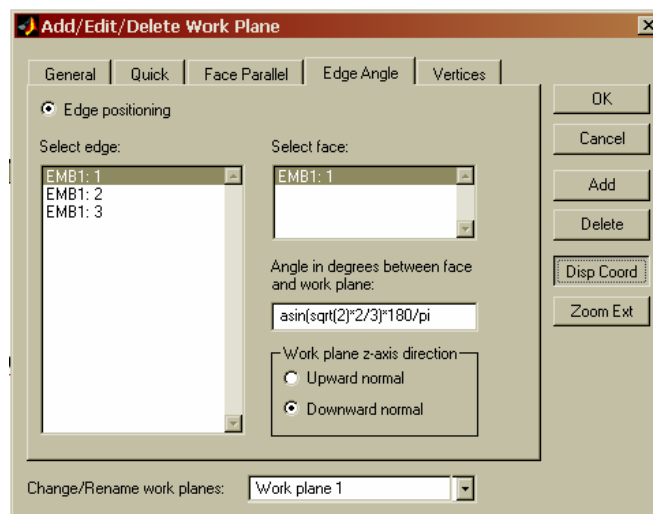 Add/Edit/Delete Work Plane
General Quick Face Parallel Edge Angle Vertices
Edge positioning
Select edge:
EMB1: 1
EMB1: 2
EMB1: 3
Select face:
EMB1: 1
Angle in degrees between face
and work plane:
asin(sqrt(2)*2/3)*180/pi
Work plane z-axis direction
Upward normal
Downward normal
OK
Cancel
Add
Delete
Disp Coord
Zoom Ext
Change/Rename work planes: Work plane 1